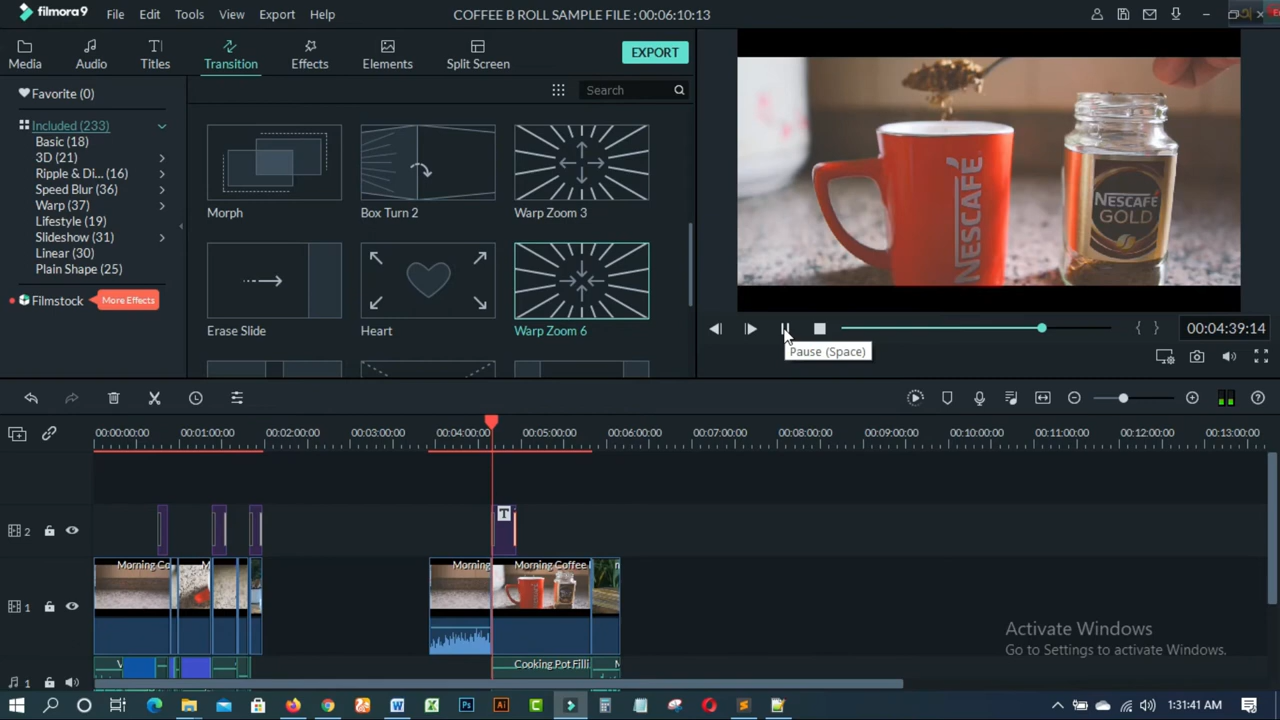 filmora9
File Edit Tools View Export Help
COFFEE B ROLL SAMPLE FILE : 00:06:10:13
Media Audio Titles Transition Effects Elements Split Screen
EXPORT
Favorite (0)
Search
Included (233)
Basic (18)
3D (21)
Ripple & Di... (16)
Speed Blur (36)
Warp (37)
Lifestyle (19)
Slideshow (31)
Linear (30)
Plain Shape (25)
Filmstock More Effects
Morph Box Turn 2 Warp Zoom 3
Erase Slide Heart Warp Zoom 6
NESCAFÉ
NESCAFÉ
GOLD
00:04:39:14
Pause (Space)
00:00:00:00 00:01:00:00 00:02:00:00 00:03:00:00 00:04:00:00 00:05:00:00 00:06:00:00 00:07:00:00 00:08:00:00 00:09:00:00 00:10:00:00 00:11:00:00 00:12:00:00 00:13:00:00
2
T
Morning Co M Morning Morning Coffee
1
Activate Windows
Go to Settings to activate Windows.
1
V Cooking Pot Filli M
1:31:41 AM